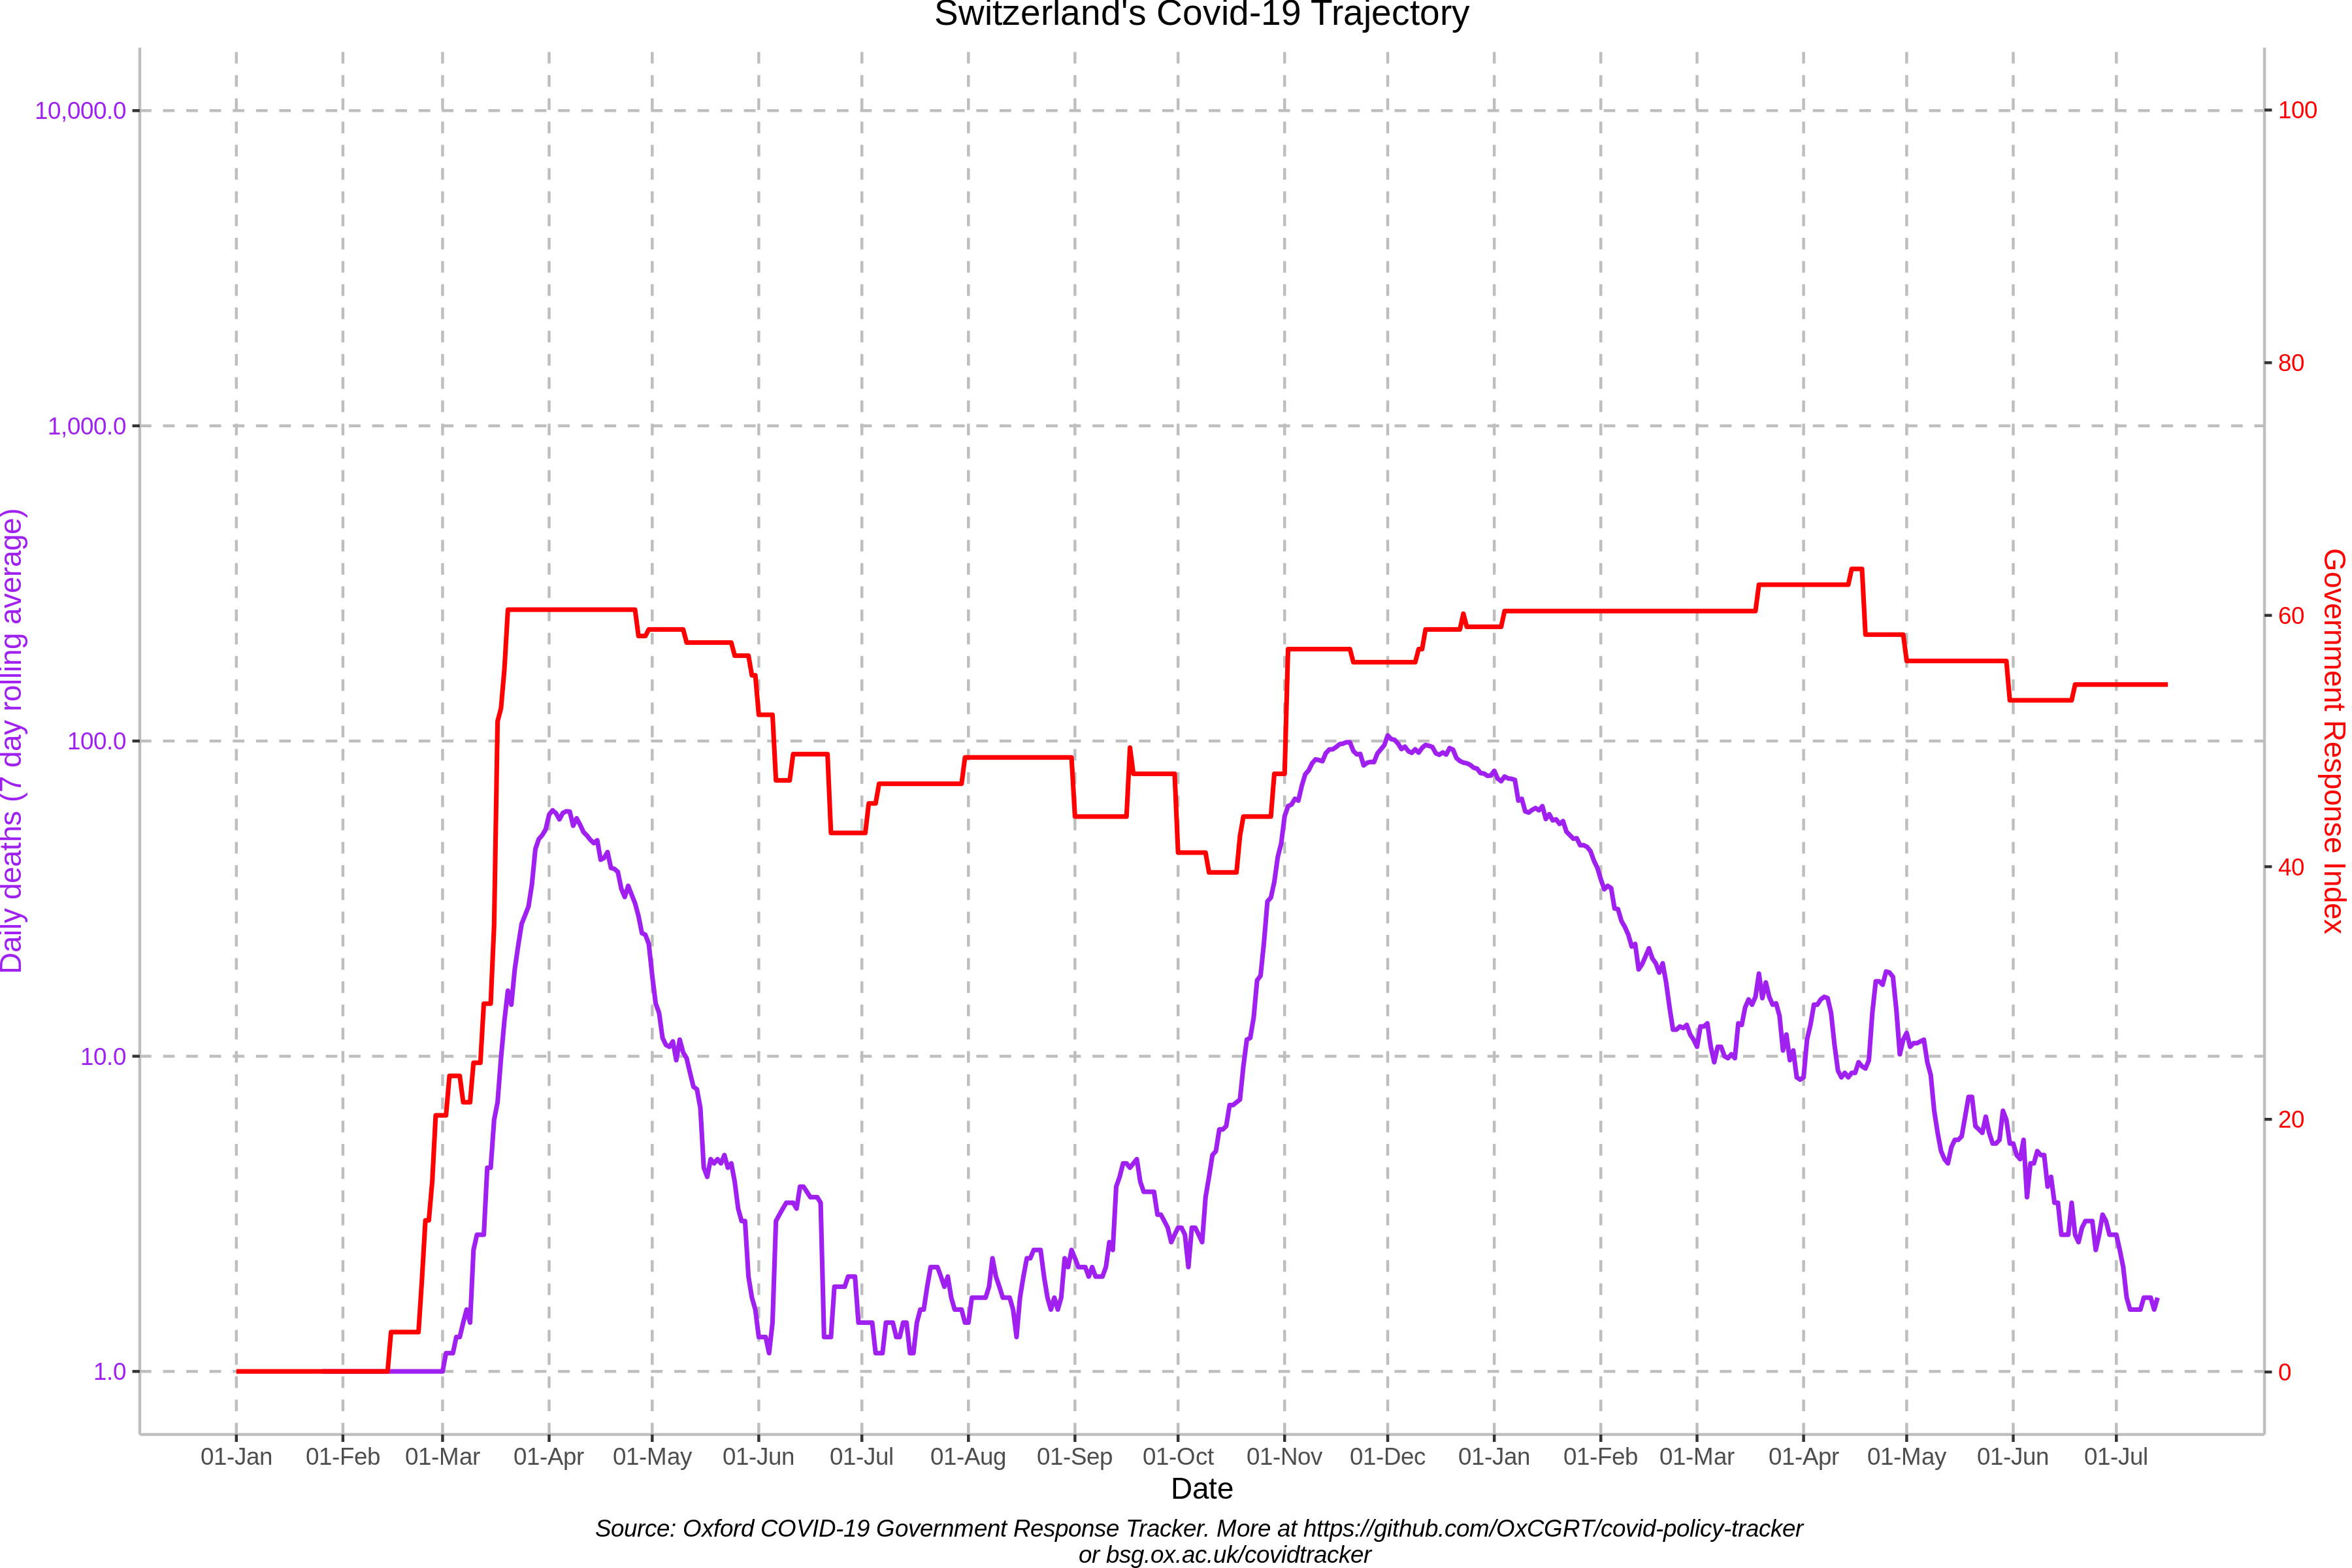 Switzerland's Covid-19 Trajectory
10,000.0
1,000.0
100.0
10.0
1.0
Daily deaths (7 day rolling average)
100
80
60
40
20
0
Government Response Index
01-Jan 01-Feb 01-Mar 01-Apr 01-May 01-Jun 01-Jul 01-Aug 01-Sep 01-Oct 01-Nov 01-Dec 01-Jan 01-Feb 01-Mar 01-Apr 01-May 01-Jun 01-Jul
Date
Source: Oxford COVID-19 Government Response Tracker. More at https://github.com/OxCGRT/covid-policy-tracker
or bsg.ox.ac.uk/covidtracker